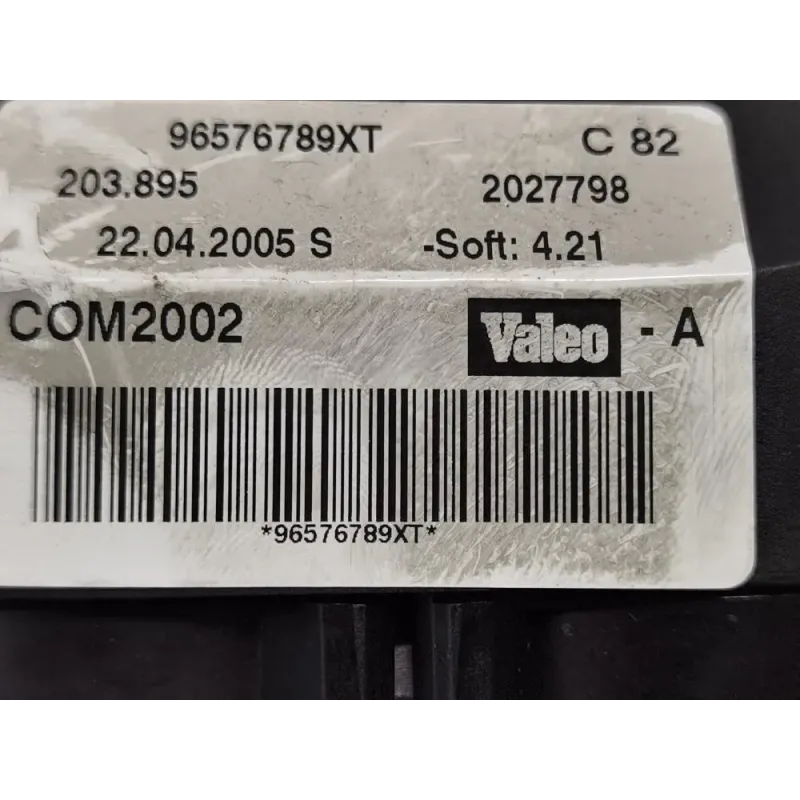 96576789XT C 82
203.895 2027798
22.04.2005 S -Soft: 4.21
COM2002 Valeo - A
*96576789XT*